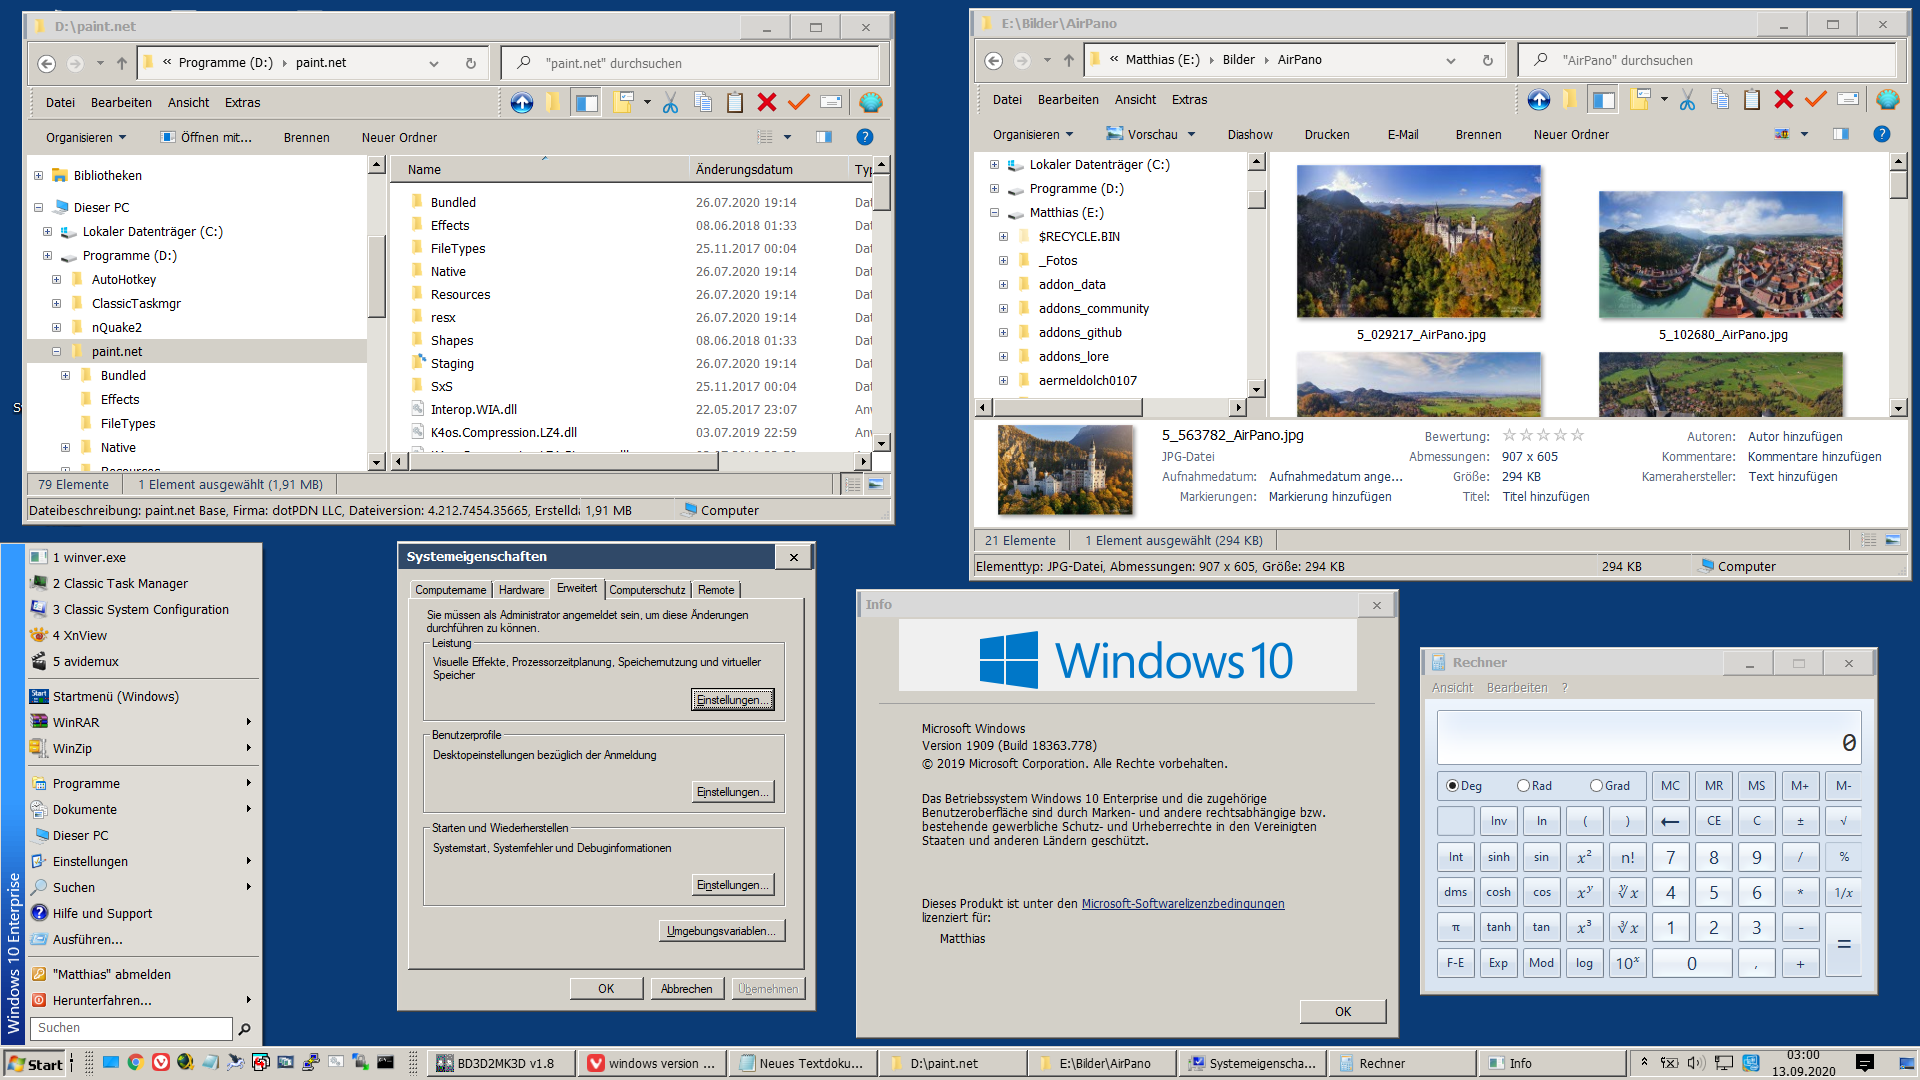 D:\paint.net
« Programme (D:) › paint.net
"paint.net" durchsuchen
Datei Bearbeiten Ansicht Extras
Organisieren Öffnen mit... Brennen Neuer Ordner
Bibliotheken
Dieser PC
Lokaler Datenträger (C:)
Programme (D:)
AutoHotkey
ClassicTaskmgr
nQuake2
paint.net
Bundled
Effects
FileTypes
Native
Resources
Name Änderungsdatum Typ
Bundled 26.07.2020 19:14 Dat
Effects 08.06.2018 01:33 Dat
FileTypes 25.11.2017 00:04 Dat
Native 26.07.2020 19:14 Dat
Resources 26.07.2020 19:14 Dat
resx 26.07.2020 19:14 Dat
Shapes 08.06.2018 01:33 Dat
Staging 26.07.2020 19:14 Dat
SxS 25.11.2017 00:04 Dat
Interop.WIA.dll 22.05.2017 23:07 Anw
K4os.Compression.LZ4.dll 03.07.2019 22:59 Anw
79 Elemente 1 Element ausgewählt (1,91 MB)
Dateibeschreibung: paint.net Base, Firma: dotPDN LLC, Dateiversion: 4.212.7454.35665, Erstellda 1,91 MB Computer
E:\Bilder\AirPano
« Matthias (E:) › Bilder › AirPano
"AirPano" durchsuchen
Datei Bearbeiten Ansicht Extras
Organisieren Vorschau Diashow Drucken E-Mail Brennen Neuer Ordner
Lokaler Datenträger (C:)
Programme (D:)
Matthias (E:)
$RECYCLE.BIN
_Fotos
addon_data
addons_community
addons_github
addons_lore
aermeldolch0107
5_029217_AirPano.jpg
5_102680_AirPano.jpg
5_563782_AirPano.jpg
JPG-Datei
Aufnahmedatum: Aufnahmedatum ange...
Markierungen: Markierung hinzufügen
Bewertung: ☆☆☆☆☆
Abmessungen: 907 x 605
Größe: 294 KB
Titel: Titel hinzufügen
Autoren: Autor hinzufügen
Kommentare: Kommentare hinzufügen
Kamerahersteller: Text hinzufügen
21 Elemente 1 Element ausgewählt (294 KB)
Elementtyp: JPG-Datei, Abmessungen: 907 x 605, Größe: 294 KB 294 KB Computer
1 winver.exe
2 Classic Task Manager
3 Classic System Configuration
4 XnView
5 avidemux
Startmenü (Windows)
WinRAR
WinZip
Programme
Dokumente
Dieser PC
Einstellungen
Suchen
Hilfe und Support
Ausführen...
"Matthias" abmelden
Herunterfahren...
Suchen
Windows 10 Enterprise
Systemeigenschaften
Computername Hardware Erweitert Computerschutz Remote
Sie müssen als Administrator angemeldet sein, um diese Änderungen
durchführen zu können.
Leistung
Visuelle Effekte, Prozessorzeitplanung, Speichernutzung und virtueller
Speicher
Einstellungen...
Benutzerprofile
Desktopeinstellungen bezüglich der Anmeldung
Einstellungen...
Starten und Wiederherstellen
Systemstart, Systemfehler und Debuginformationen
Einstellungen...
Umgebungsvariablen...
OK Abbrechen Übernehmen
Info
Windows 10
Microsoft Windows
Version 1909 (Build 18363.778)
© 2019 Microsoft Corporation. Alle Rechte vorbehalten.
Das Betriebssystem Windows 10 Enterprise und die zugehörige
Benutzeroberfläche sind durch Marken- und andere rechtsabhängige bzw.
bestehende gewerbliche Schutz- und Urheberrechte in den Vereinigten
Staaten und anderen Ländern geschützt.
Dieses Produkt ist unter den Microsoft-Softwarelizenzbedingungen
lizenziert für:
Matthias
OK
Rechner
Ansicht Bearbeiten ?
0
Deg Rad Grad MC MR MS M+ M-
Inv ln ( ) ← CE C ± √
Int sinh sin x² n! 7 8 9 / %
dms cosh cos xʸ ʸ√x 4 5 6 * 1/x
π tanh tan x³ ³√x 1 2 3 - =
F-E Exp Mod log 10ˣ 0 , +
Start BD3D2MK3D v1.8 windows version ... Neues Textdoku... D:\paint.net E:\Bilder\AirPano Systemeigenscha... Rechner Info
03:00
13.09.2020